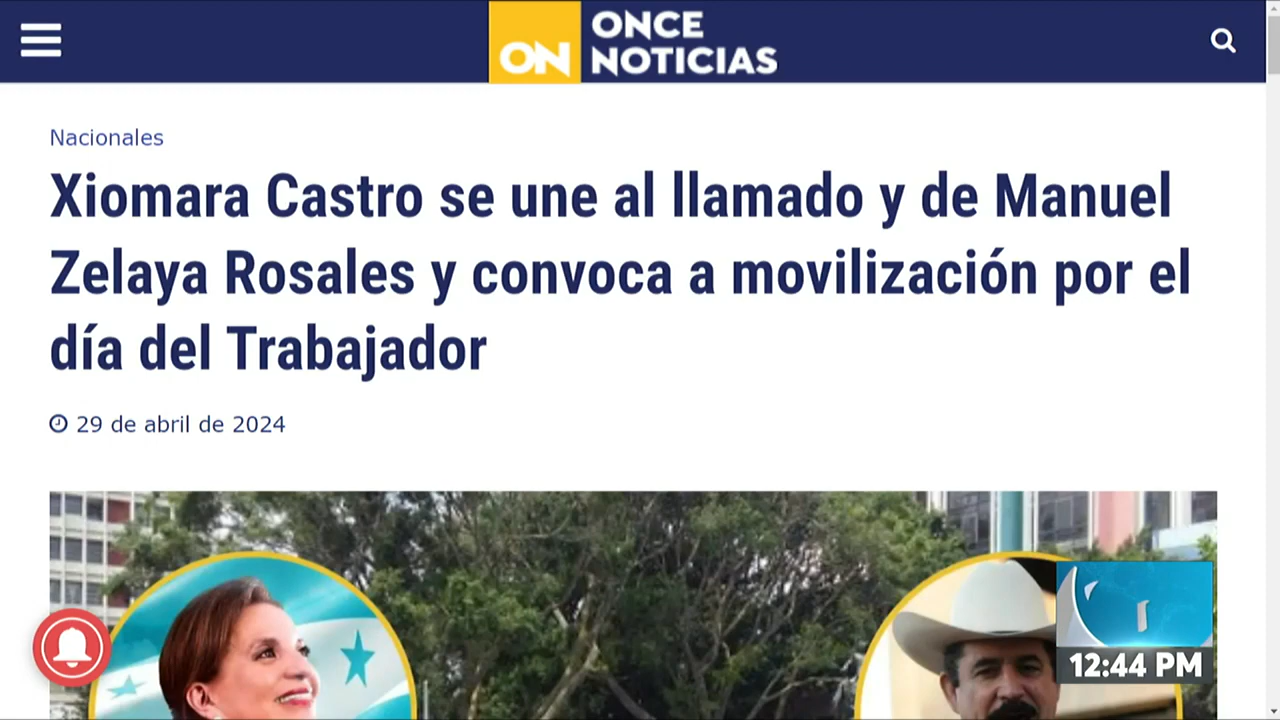 ON
ONCE
NOTICIAS
Nacionales
Xiomara Castro se une al llamado y de Manuel
Zelaya Rosales y convoca a movilización por el
día del Trabajador
29 de abril de 2024
12:44 PM